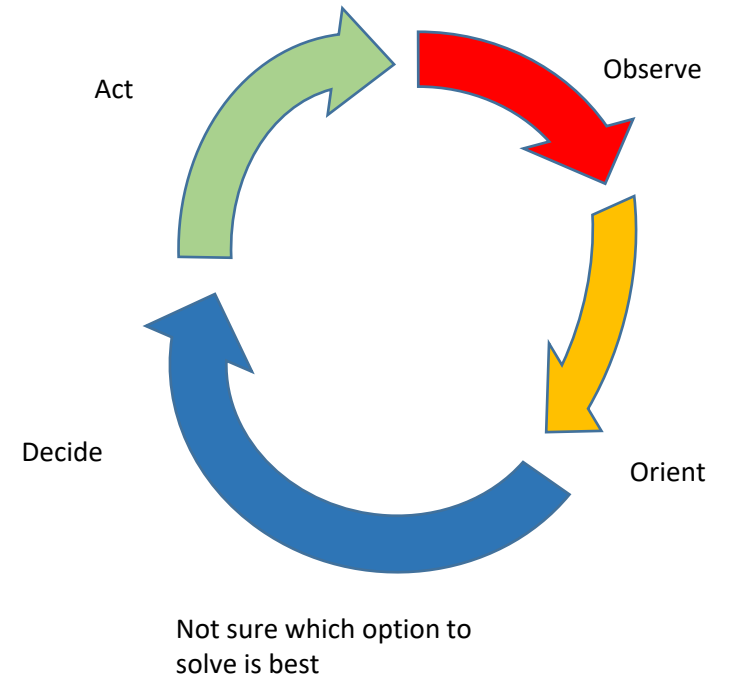 Act
Observe
Decide
Orient
Not sure which option to
solve is best